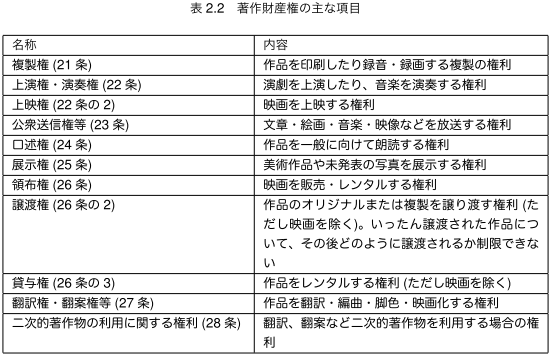 表 2.2　著作財産権の主な項目
名称 内容
複製権 (21 条) 作品を印刷したり録音・録画する複製の権利
上演権・演奏権 (22 条) 演劇を上演したり、音楽を演奏する権利
上映権 (22 条の 2) 映画を上映する権利
公衆送信権等 (23 条) 文章・絵画・音楽・映像などを放送する権利
口述権 (24 条) 作品を一般に向けて朗読する権利
展示権 (25 条) 美術作品や未発表の写真を展示する権利
頒布権 (26 条) 映画を販売・レンタルする権利
譲渡権 (26 条の 2) 作品のオリジナルまたは複製を譲り渡す権利 (た
だし映画を除く)。いったん譲渡された作品につ
いて、その後どのように譲渡されるか制限できな
い
貸与権 (26 条の 3) 作品をレンタルする権利 (ただし映画を除く)
翻訳権・翻案権等 (27 条) 作品を翻訳・編曲・脚色・映画化する権利
二次的著作物の利用に関する権利 (28 条) 翻訳、翻案など二次的著作物を利用する場合の権
利